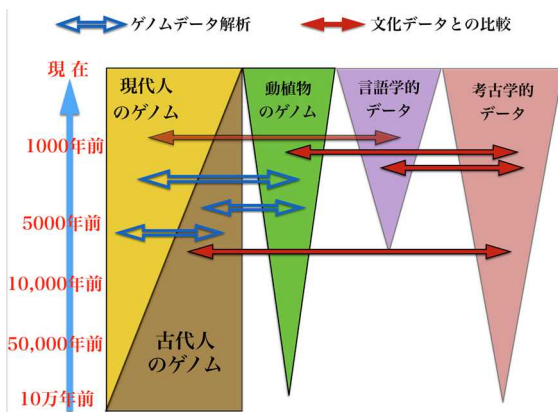 ゲノムデータ解析
文化データとの比較
現在
現代人
のゲノム
動植物
のゲノム
言語学的
データ
考古学的
データ
1000年前
5000年前
10,000年前
50,000年前
古代人
のゲノム
10万年前